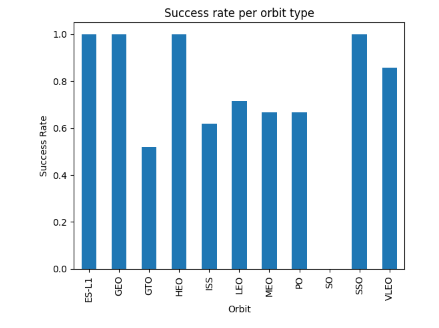 Success rate per orbit type
1.0
0.8
0.6
0.4
0.2
0.0
Success Rate
ES-L1
GEO
GTO
HEO
ISS
LEO
MEO
PO
SO
SSO
VLEO
Orbit